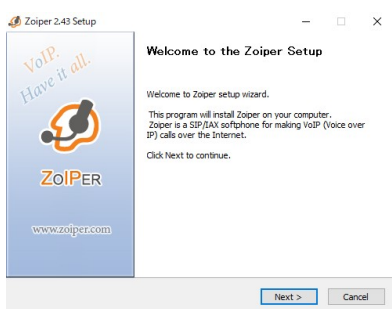 Zoiper 2.43 Setup
VoIP.
Have it all.
ZOIPER
www.zoiper.com
Welcome to the Zoiper Setup
Welcome to Zoiper setup wizard.
This program will install Zoiper on your computer.
Zoiper is a SIP/IAX softphone for making VoIP (Voice over
IP) calls over the Internet.
Click Next to continue.
Next >
Cancel